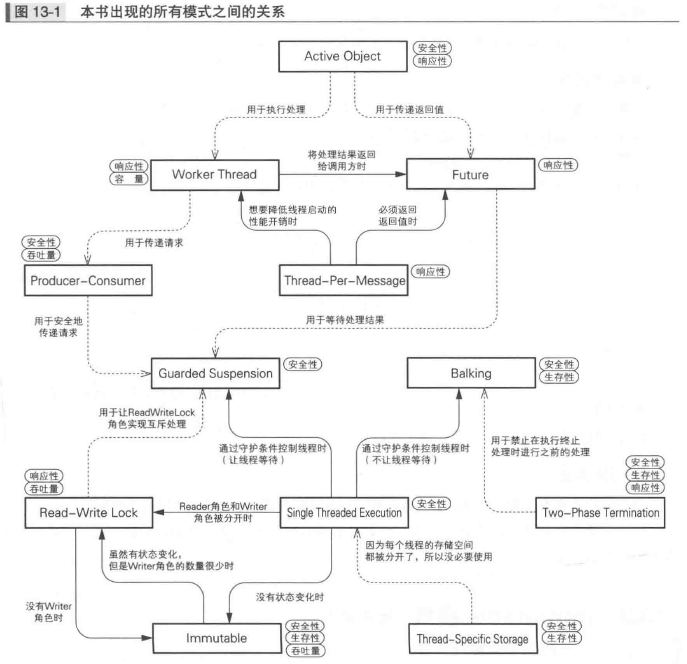 图 13-1 本书出现的所有模式之间的关系
Active Object
安全性
响应性
用于执行处理
用于传递返回值
响应性
容 量
Worker Thread
将处理结果返回
给调用方时
Future
响应性
想要降低线程启动的
性能开销时
必须返回
返回值时
用于传递请求
安全性
吞吐量
Producer-Consumer
Thread-Per-Message
响应性
用于安全地
传递请求
用于等待处理结果
Guarded Suspension
安全性
Balking
安全性
生存性
用于让ReadWriteLock
角色实现互斥处理
通过守护条件控制线程时
（让线程等待）
通过守护条件控制线程时
（不让线程等待）
用于禁止在执行终止
处理时进行之前的处理
安全性
生存性
响应性
响应性
吞吐量
Read-Write Lock
Reader角色和Writer
角色被分开时
Single Threaded Execution
安全性
Two-Phase Termination
虽然有状态变化，
但是Writer角色的数量很少时
因为每个线程的存储空间
都被分开了，所以没必要使用
没有状态变化时
没有Writer
角色时
Immutable
安全性
生存性
吞吐量
Thread-Specific Storage
安全性
生存性